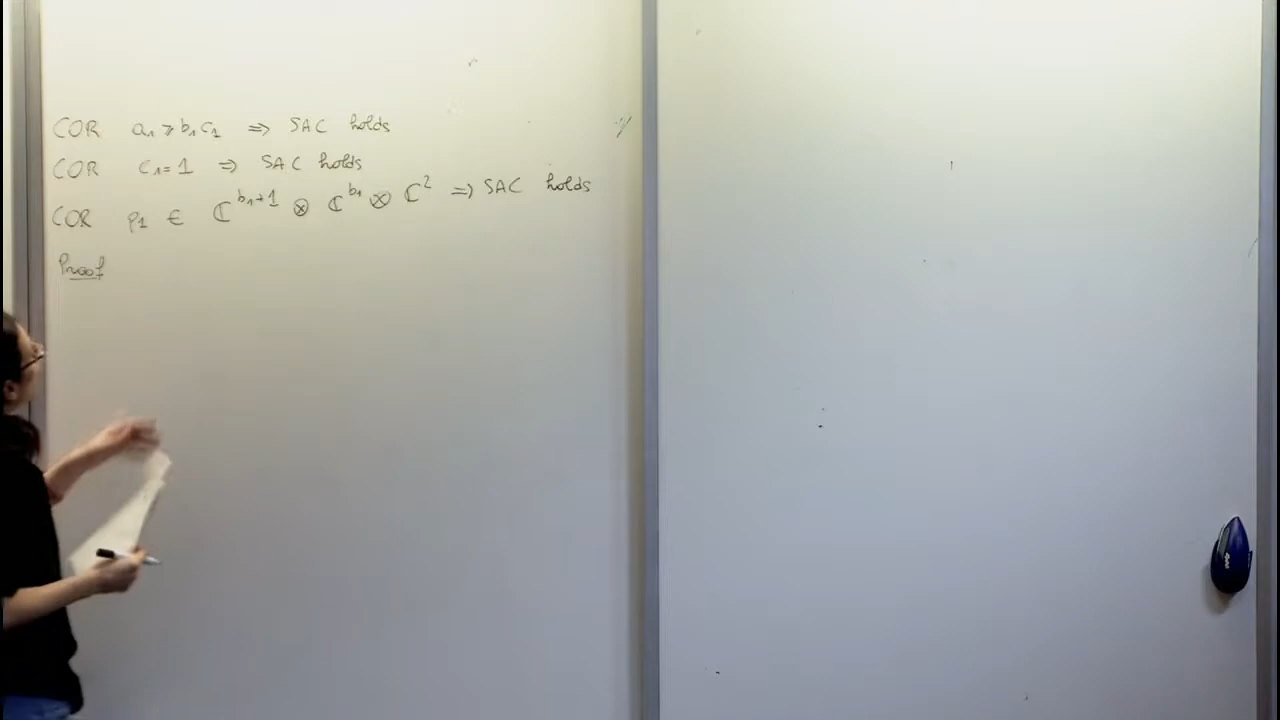 COR a₁ ≥ b₁c₁ ⇒ SAC holds
COR c₁ = 1 ⇒ SAC holds
COR p1 ∈ ℂ^{b₁+1} ⊗ ℂ^{b₁} ⊗ ℂ² ⇒ SAC holds
Proof